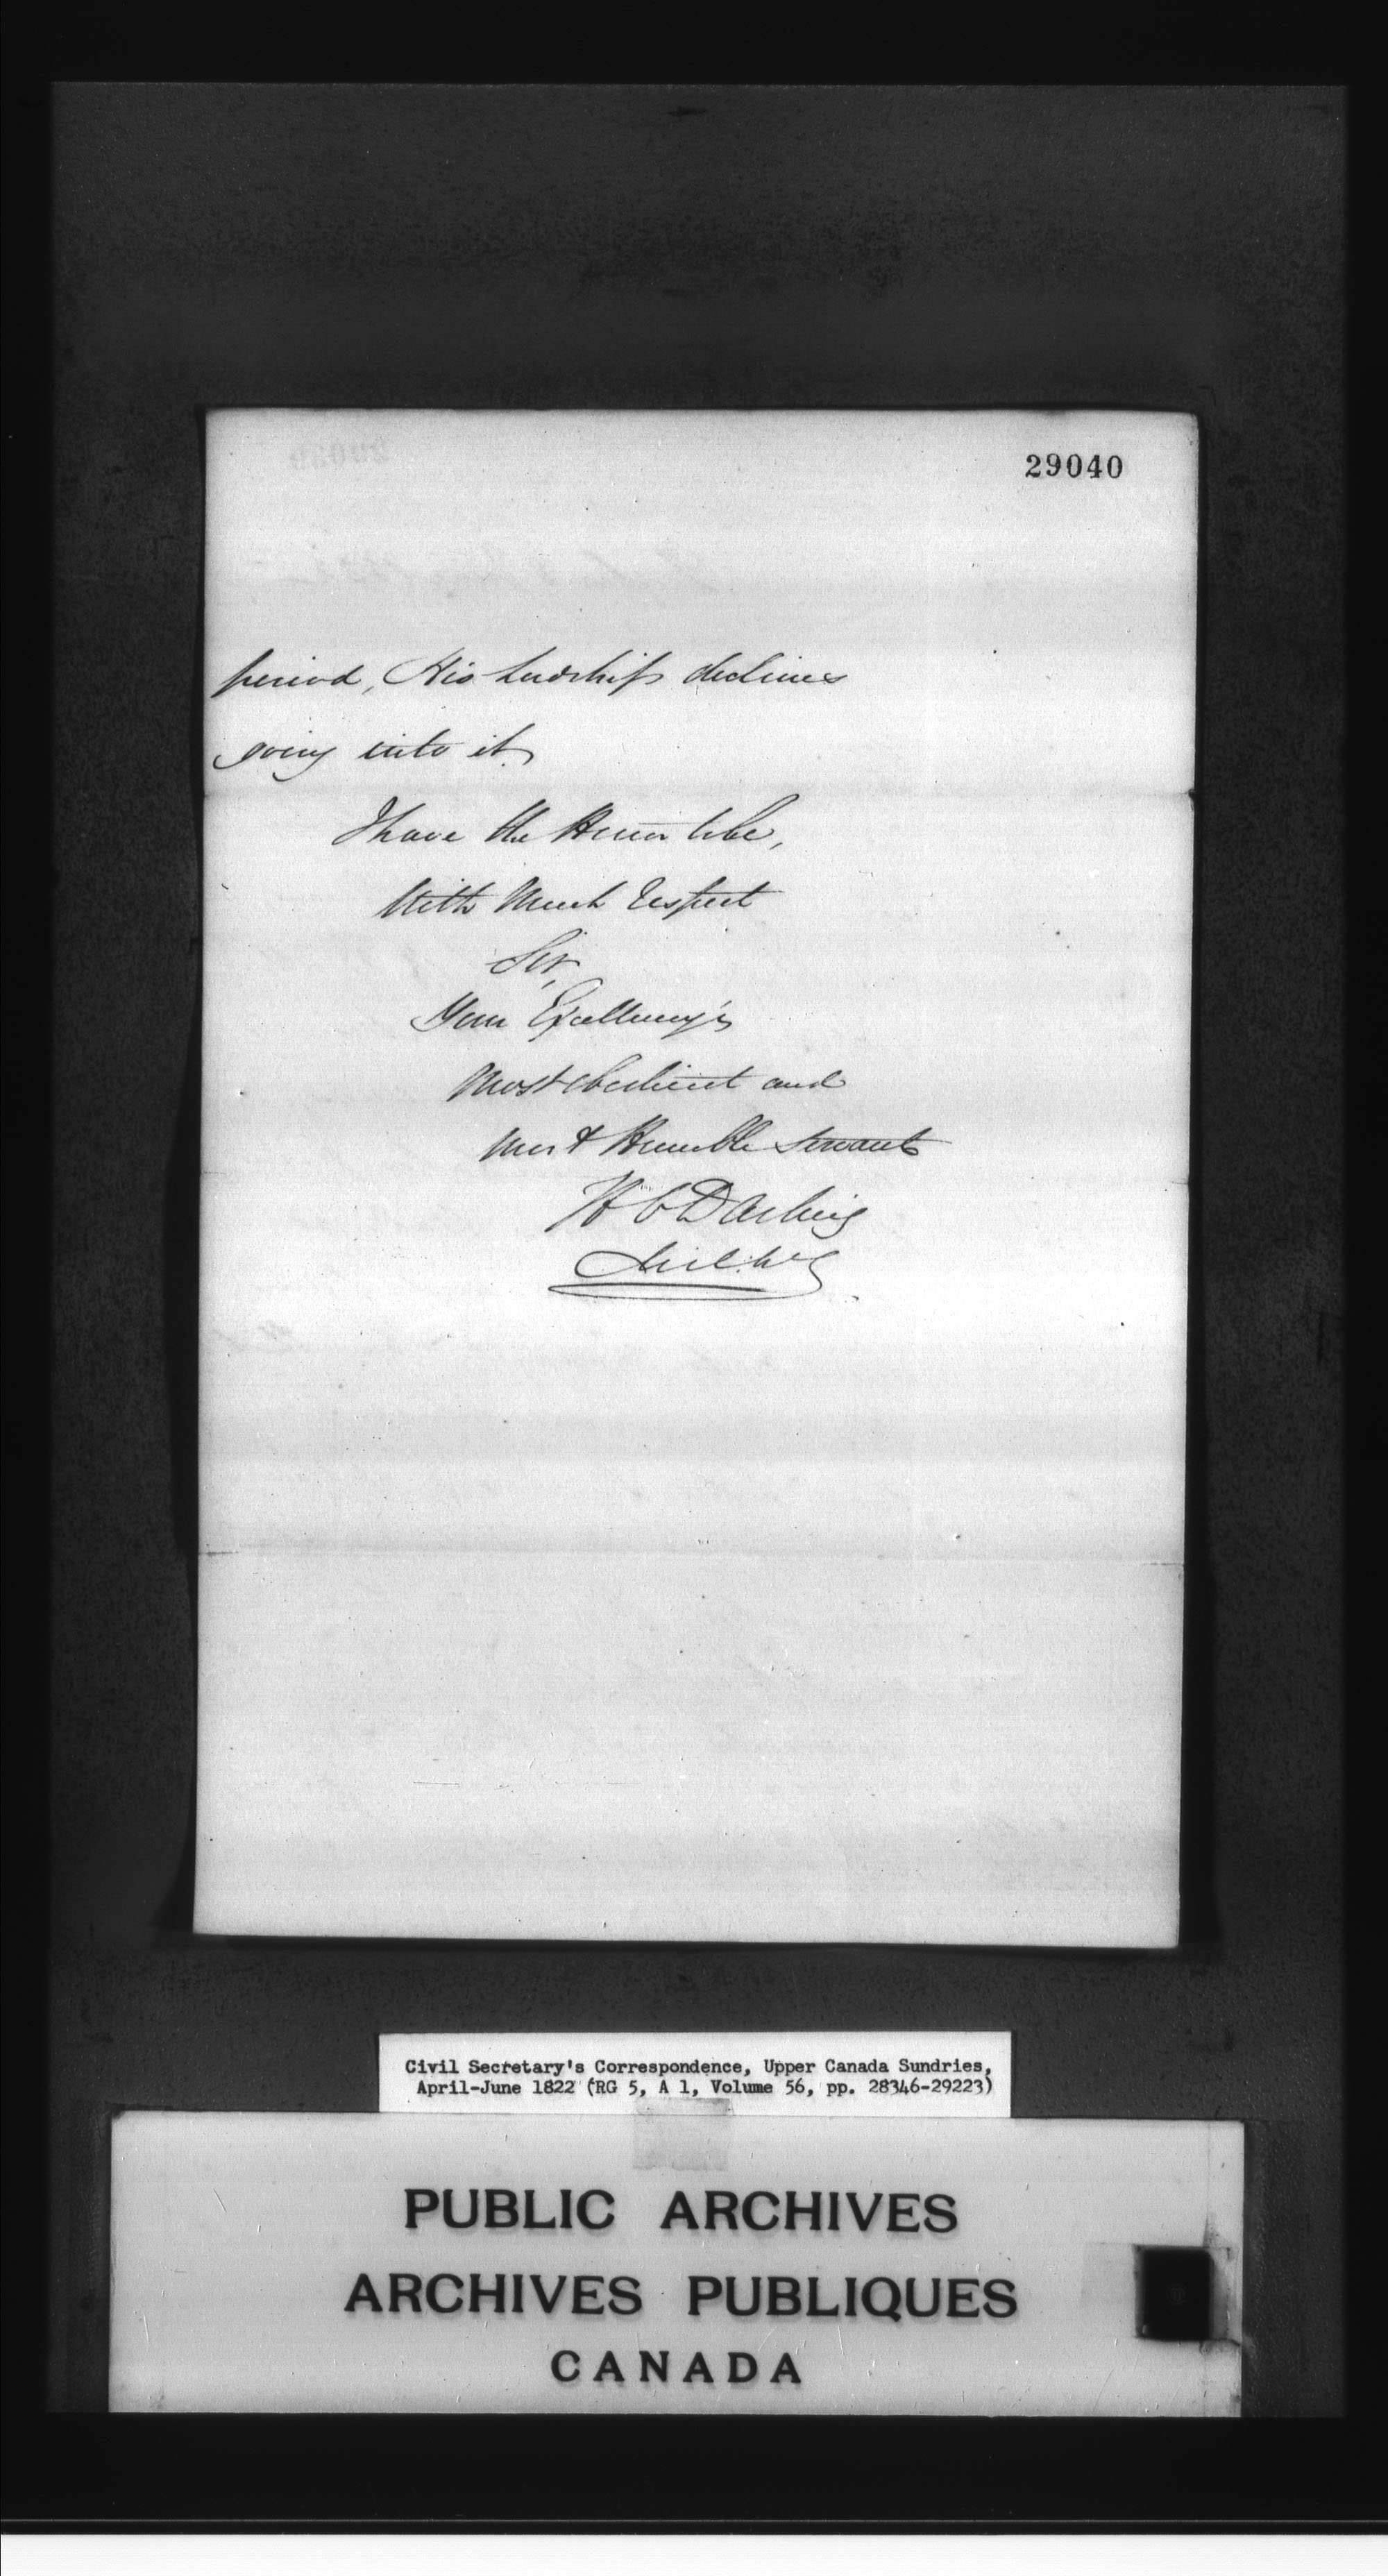 29040
period, His Lordship declines
going into it.
I have the Honor to be,
With Much Respect
Sir,
Your Excellency's
Most obedient and
most Humble Servant
H C Darling
Civil Secretary's Correspondence, Upper Canada Sundries,
April-June 1822 (RG 5, A 1, Volume 56, pp. 28346-29223)
PUBLIC ARCHIVES
ARCHIVES PUBLIQUES
CANADA